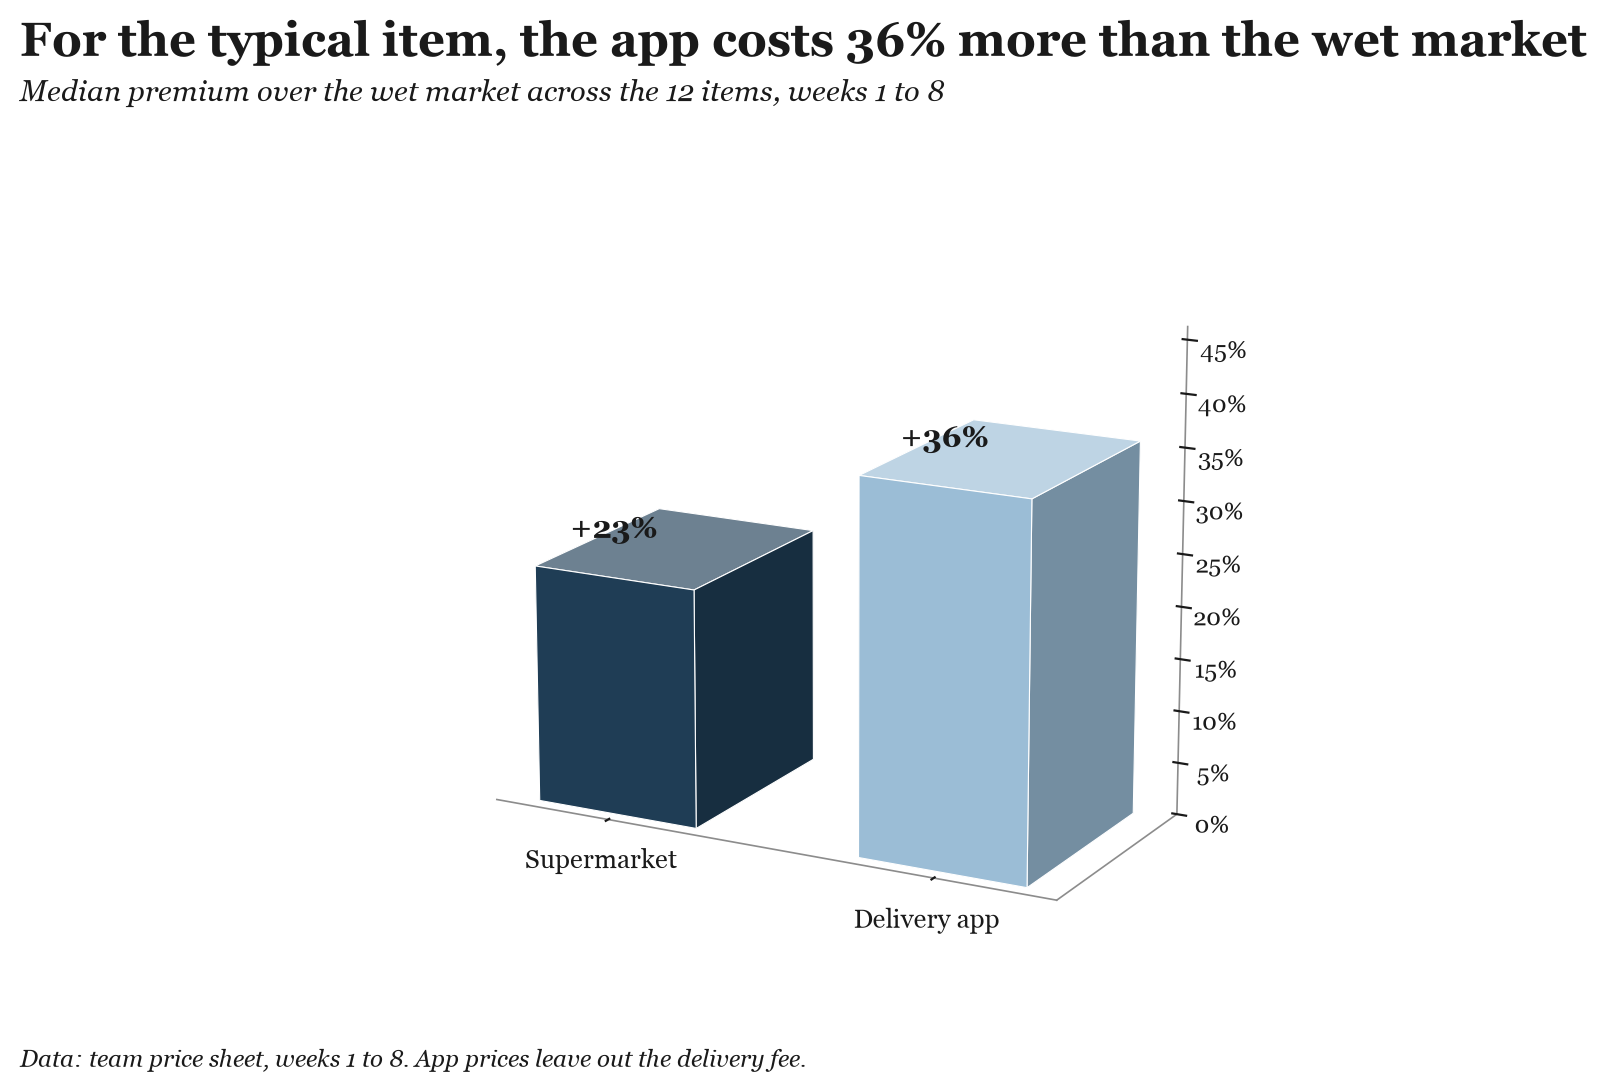 For the typical item, the app costs 36% more than the wet market
Median premium over the wet market across the 12 items, weeks 1 to 8
45%
40%
+36%
35%
30%
+23%
25%
20%
15%
10%
5%
0%
Supermarket
Delivery app
Data: team price sheet, weeks 1 to 8. App prices leave out the delivery fee.